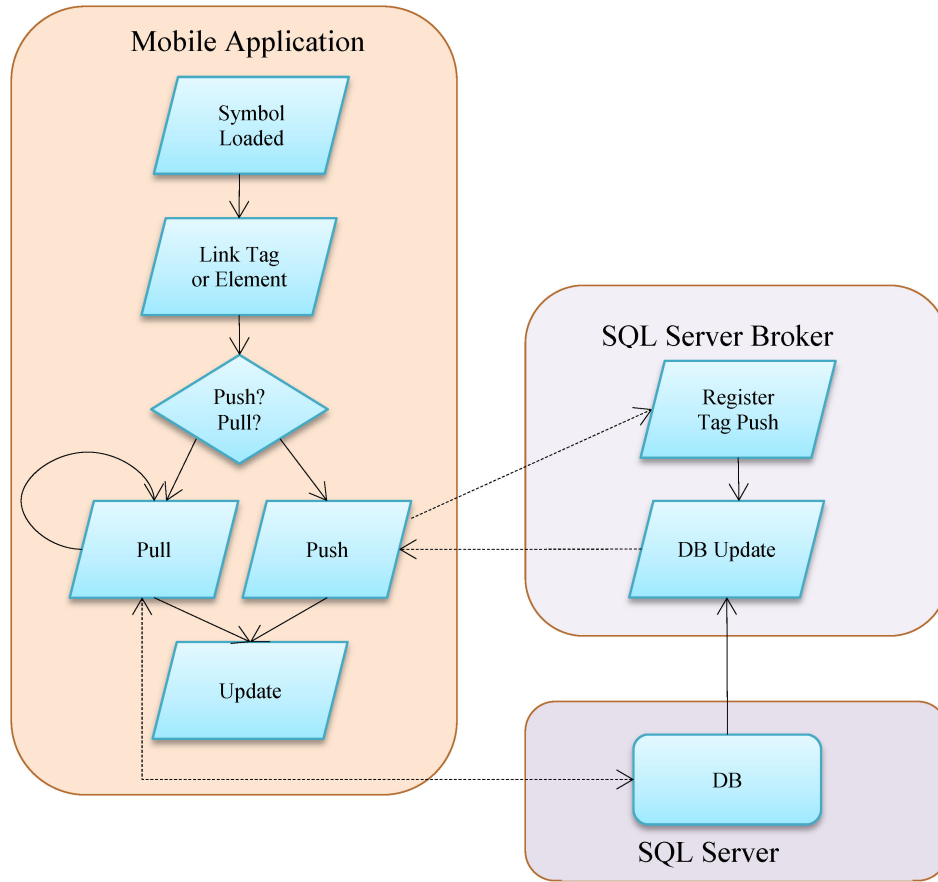 Mobile Application
Symbol
Loaded
Link Tag
or Element
Push?
Pull?
Pull
Push
Update
SQL Server Broker
Register
Tag Push
DB Update
DB
SQL Server